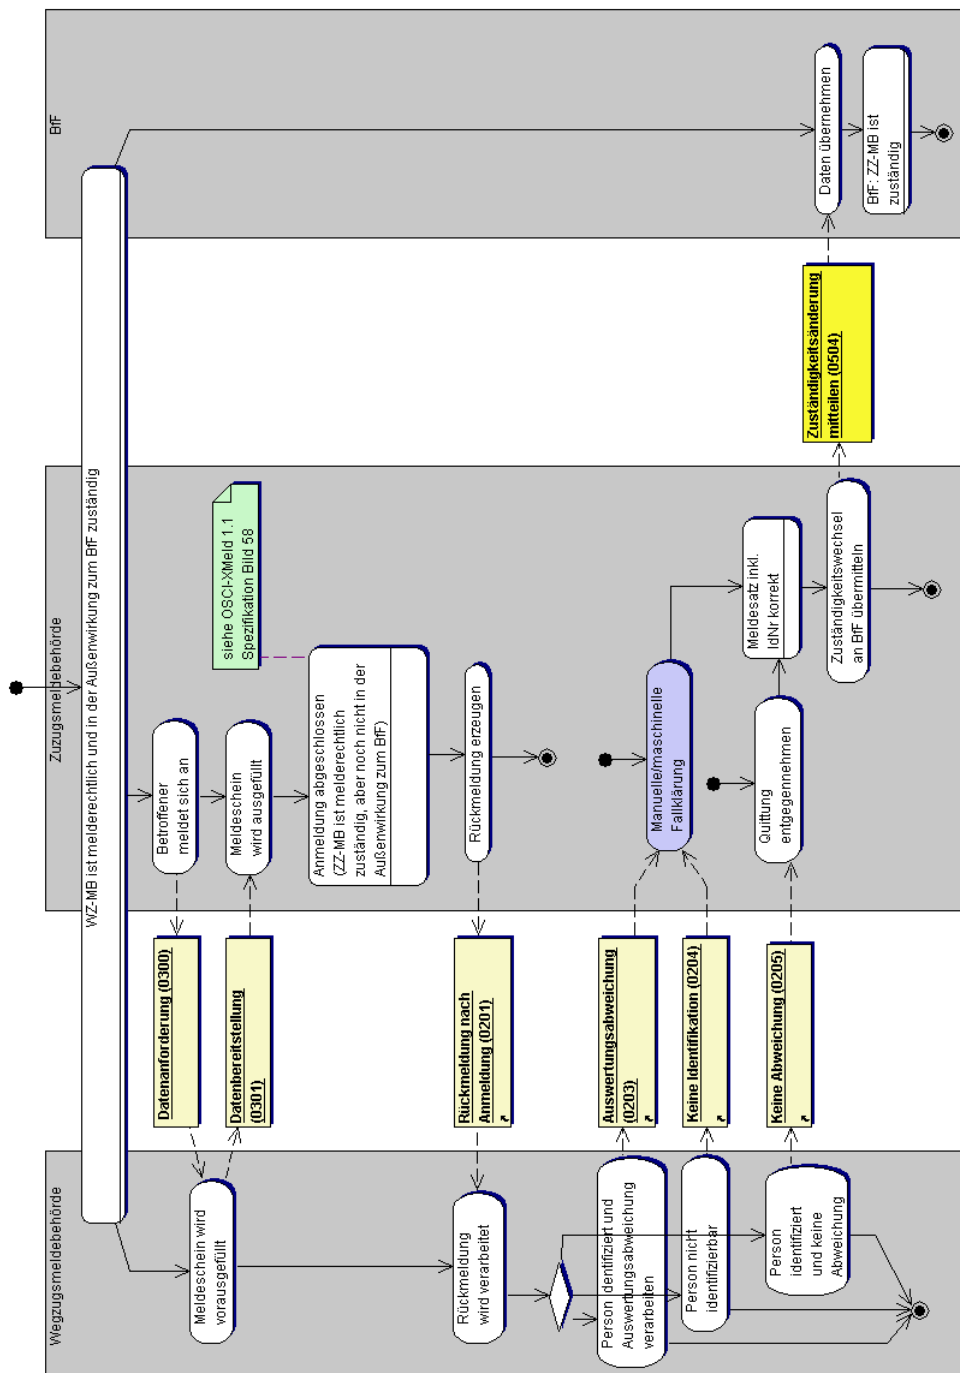 Wegzugsmeldebehörde
Zuzugsmeldebehörde
BfF
WZ-MB ist melderechtlich und in der Außenwirkung zum BfF zuständig
Betroffener
meldet sich an
Datenanforderung (0300)
Meldeschein wird
vorausgefüllt
Datenbereitstellung
(0301)
Meldeschein
wird ausgefüllt
siehe OSCI-XMeld 1.1
Spezifikation Bild 58
Anmeldung abgeschlossen
(ZZ-MB ist melderechtlich
zuständig, aber noch nicht in der
Außenwirkung zum BfF)
Rückmeldung erzeugen
Rückmeldung nach
Anmeldung (0201)
Rückmeldung
wird verarbeitet
Person identifiziert und
Auswertungsabweichung
verarbeiten
Auswertungsabweichung
(0203)
Manuelle/maschinelle
Fallklärung
Person nicht
identifizierbar
Keine Identifikation (0204)
Person
identifiziert
und keine
Abweichung
Keine Abweichung (0205)
Quittung
entgegennehmen
Meldesatz inkl.
IdNr korrekt
Zuständigkeitswechsel
an BfF übermitteln
Zuständigkeitsänderung
mitteilen (0504)
Daten übernehmen
BfF: ZZ-MB ist
zuständig